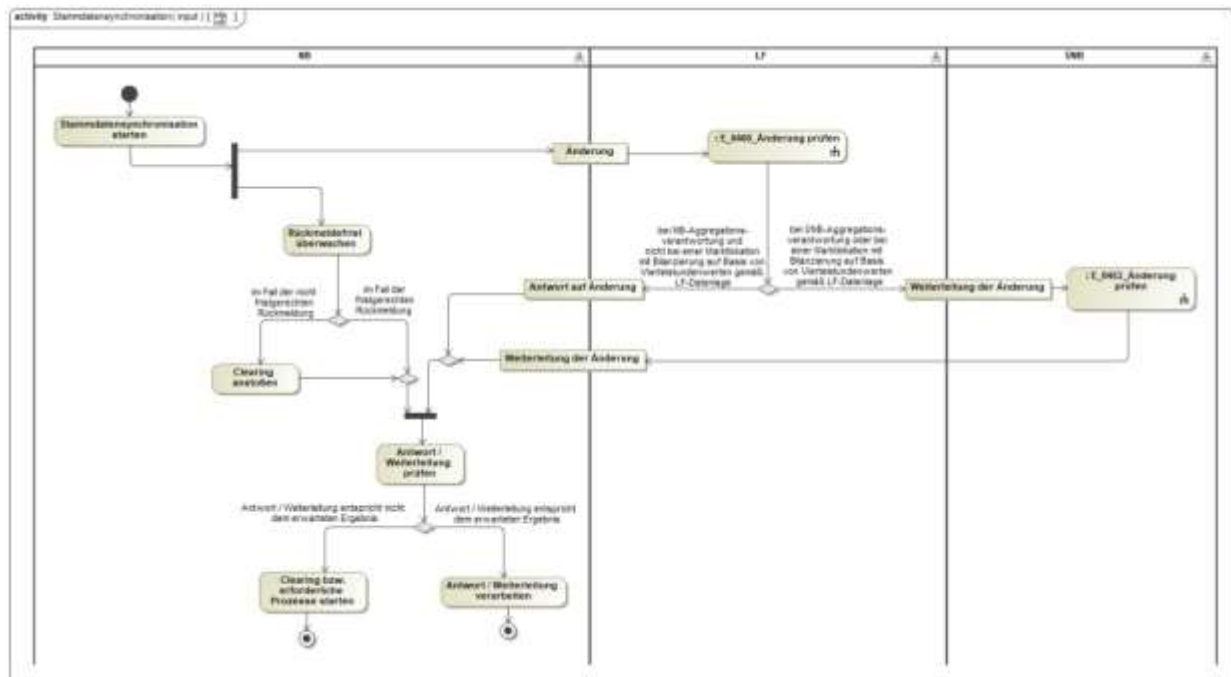 activity Stammdatensynchronisation( input )
NB
LF
ÜNB
Stammdatensynchronisation
starten
Änderung
Änderung prüfen
Rückmeldefrist
überwachen
bei NB-Aggregations-
verantwortung und
nicht bei einer Marktlokation
mit Bilanzierung auf Basis von
Viertelstundenwerten gemäß
LF-Datenlage
bei ÜNB-Aggregations-
verantwortung oder bei
einer Marktlokation mit
Bilanzierung auf Basis
von Viertelstundenwerten
gemäß LF-Datenlage
Änderung
prüfen
Antwort auf Änderung
Weiterleitung der Änderung
im Fall der nicht
fristgerechten
Rückmeldung
im Fall der
fristgerechten
Rückmeldung
Weiterleitung der Änderung
Clearing
anstoßen
Antwort /
Weiterleitung
prüfen
Antwort / Weiterleitung entspricht nicht
dem erwarteten Ergebnis
Antwort / Weiterleitung entspricht
dem erwarteten Ergebnis
Clearing bzw.
erforderliche
Prozesse starten
Antwort / Weiterleitung
verarbeiten